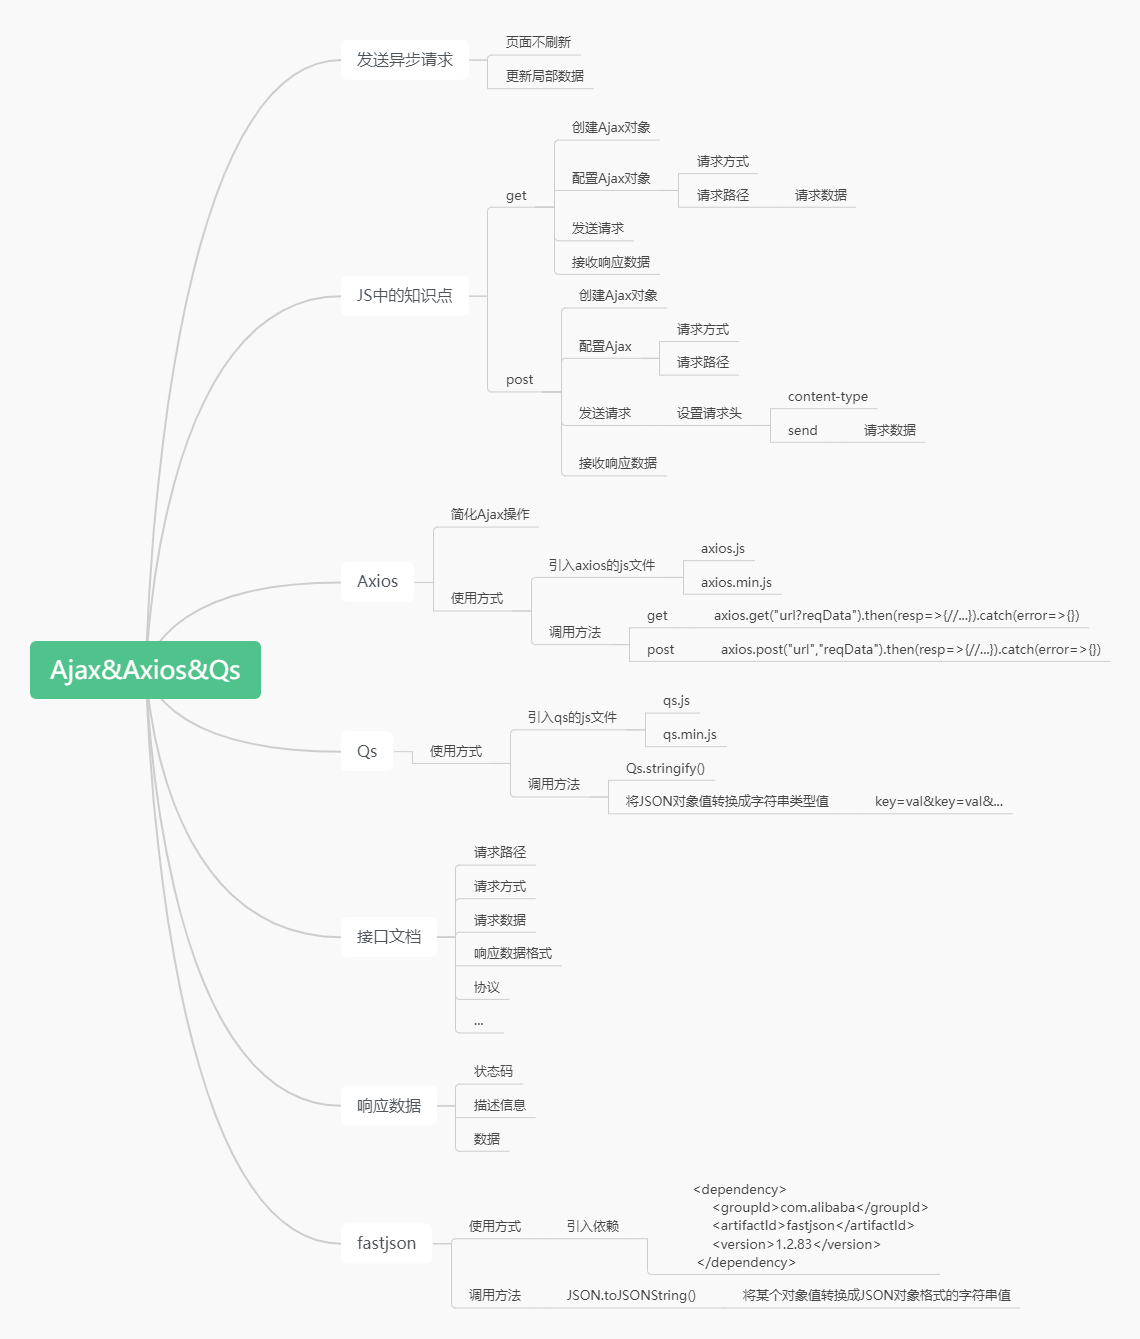 Ajax&Axios&Qs
发送异步请求
页面不刷新
更新局部数据
JS中的知识点
get
创建Ajax对象
配置Ajax对象
请求方式
请求路径
请求数据
发送请求
接收响应数据
post
创建Ajax对象
配置Ajax
请求方式
请求路径
发送请求
设置请求头
content-type
send
请求数据
接收响应数据
Axios
简化Ajax操作
使用方式
引入axios的js文件
axios.js
axios.min.js
调用方法
get
axios.get("url?reqData").then(resp=>{//...}).catch(error=>{})
post
axios.post("url","reqData").then(resp=>{//...}).catch(error=>{})
Qs
使用方式
引入qs的js文件
qs.js
qs.min.js
调用方法
Qs.stringify()
将JSON对象值转换成字符串类型值
key=val&key=val&...
接口文档
请求路径
请求方式
请求数据
响应数据格式
协议
...
响应数据
状态码
描述信息
数据
fastjson
使用方式
引入依赖
<dependency>
<groupId>com.alibaba</groupId>
<artifactId>fastjson</artifactId>
<version>1.2.83</version>
</dependency>
调用方法
JSON.toJSONString()
将某个对象值转换成JSON对象格式的字符串值